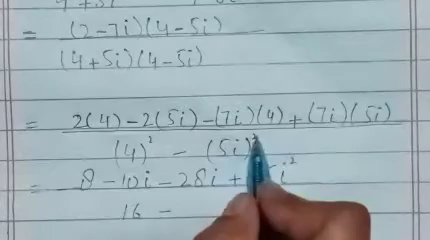 = (2-7i)(4-5i)
(4+5i)(4-5i)
= 2(4)-2(5i)-(7i)(4)+(7i)(5i)
(4)² - (5i)²
= 8-10i-28i+ i²
16 -